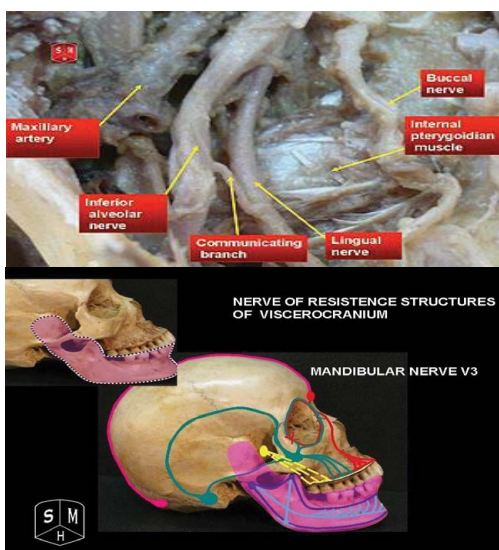 S M
H
Buccal
nerve
Maxillary
artery
Internal
pterygoidian
muscle
Inferior
alveolar
nerve
Communicating
branch
Lingual
nerve
NERVE OF RESISTENCE STRUCTURES
OF VISCEROCRANIUM
MANDIBULAR NERVE V3
S M
H